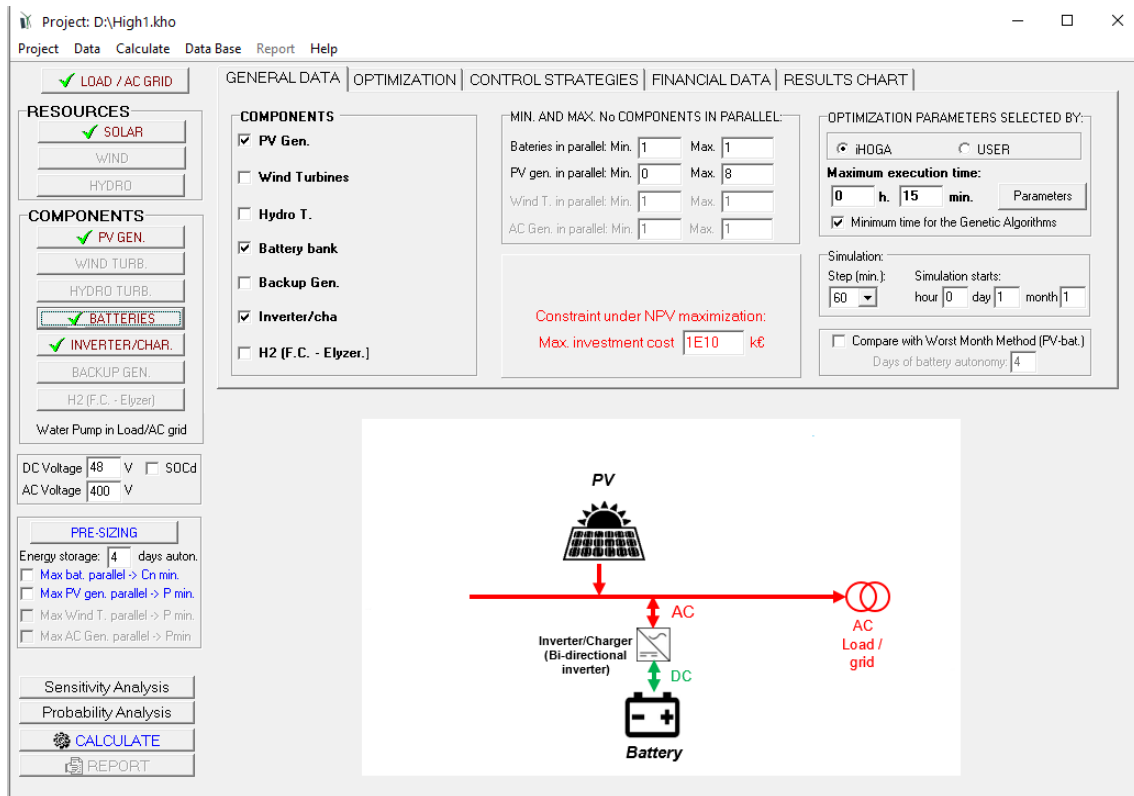 Project: D:\High1.kho
Project Data Calculate Data Base Report Help
LOAD / AC GRID
RESOURCES
SOLAR
WIND
HYDRO
COMPONENTS
PV GEN.
WIND TURB.
HYDRO TURB.
BATTERIES
INVERTER/CHAR.
BACKUP GEN.
H2 (F.C. - Elyzer)
Water Pump in Load/AC grid
DC Voltage 48 V SOCd
AC Voltage 400 V
PRE-SIZING
Energy storage: 4 days auton.
Max bat. parallel -> Cn min.
Max PV gen. parallel -> P min.
Max Wind T. parallel -> P min.
Max AC Gen. parallel -> Pmin
Sensitivity Analysis
Probability Analysis
CALCULATE
REPORT
GENERAL DATA OPTIMIZATION CONTROL STRATEGIES FINANCIAL DATA RESULTS CHART
COMPONENTS
PV Gen.
Wind Turbines
Hydro T.
Battery bank
Backup Gen.
Inverter/cha
H2 (F.C. - Elyzer.)
MIN. AND MAX. No COMPONENTS IN PARALLEL:
Bateries in parallel: Min. 1 Max. 1
PV gen. in parallel: Min. 0 Max. 8
Wind T. in parallel: Min. 1 Max. 1
AC Gen. in parallel: Min. 1 Max. 1
Constraint under NPV maximization:
Max. investment cost 1E10 k€
OPTIMIZATION PARAMETERS SELECTED BY:
iHOGA USER
Maximum execution time:
0 h. 15 min. Parameters
Minimum time for the Genetic Algorithms
Simulation:
Step (min.): Simulation starts:
60 hour 0 day 1 month 1
Compare with Worst Month Method (PV-bat.)
Days of battery autonomy: 4
PV
AC
AC
Load /
grid
Inverter/Charger
(Bi-directional
inverter)
DC
Battery